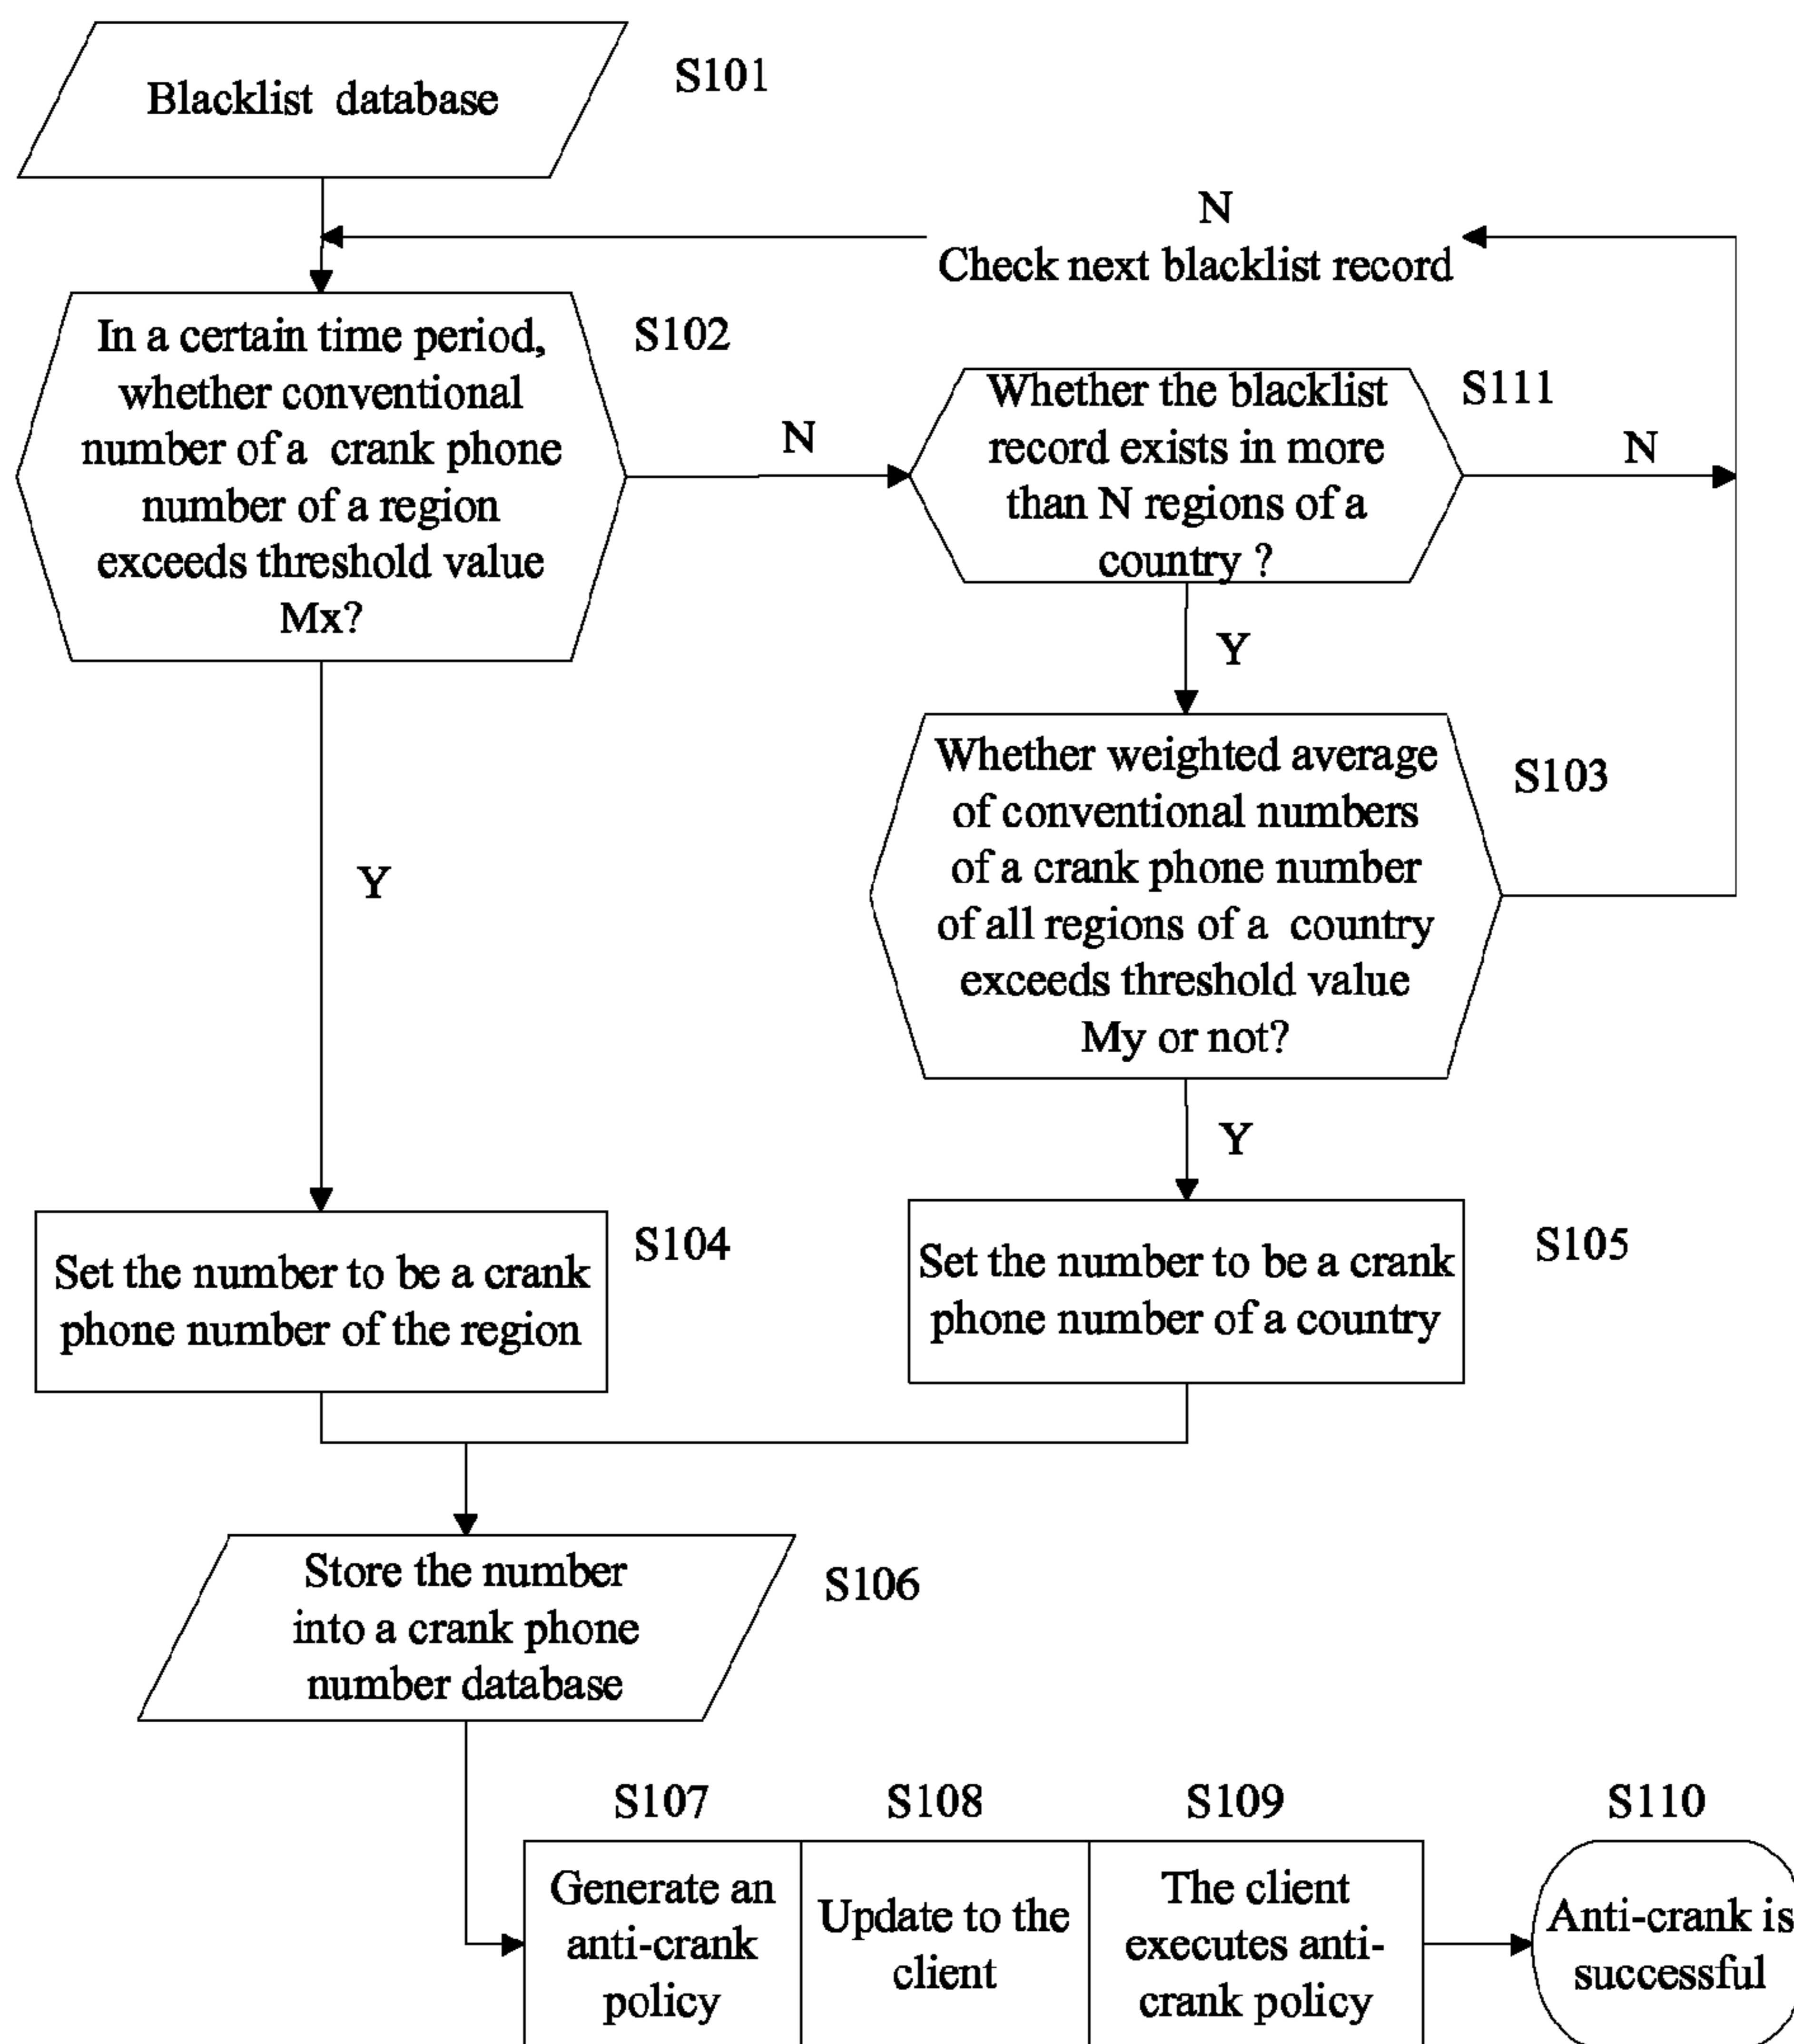 Blacklist database
S101
N
Check next blacklist record
In a certain time period,
whether conventional
number of a crank phone
number of a region
exceeds threshold value
Mx?
S102
N
Whether the blacklist
record exists in more
than N regions of a
country ?
S111
N
Y
Whether weighted average
of conventional numbers
of a crank phone number
of all regions of a country
exceeds threshold value
My or not?
S103
Y
Y
Set the number to be a crank
phone number of the region
S104
Set the number to be a crank
phone number of a country
S105
Store the number
into a crank phone
number database
S106
S107
Generate an
anti-crank
policy
S108
Update to the
client
S109
The client
executes anti-
crank policy
S110
Anti-crank is
successful